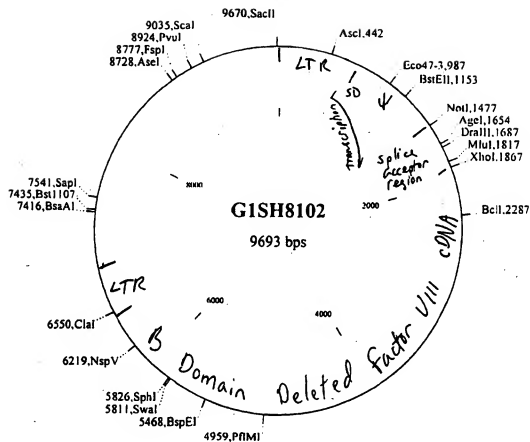 9670,SacII
9035,ScaI
8924,PvuI
8777,FspI
8728,AseI
AscI,442
Eco47-3,987
BstEII,1153
NotI,1477
AgeI,1654
DraIII,1687
MluI,1817
XhoI,1867
BclI,2287
7541,SapI
7435,Bst1107
7416,BsaAI
6550,ClaI
6219,NspV
5826,SphI
5811,SwaI
5468,BspEI
4959,PflMI
LTR
SD
ψ
transcription
splice
acceptor
region
8000
2000
G1SH8102
9693 bps
6000
4000
LTR
B Domain Deleted Factor VIII cDNA